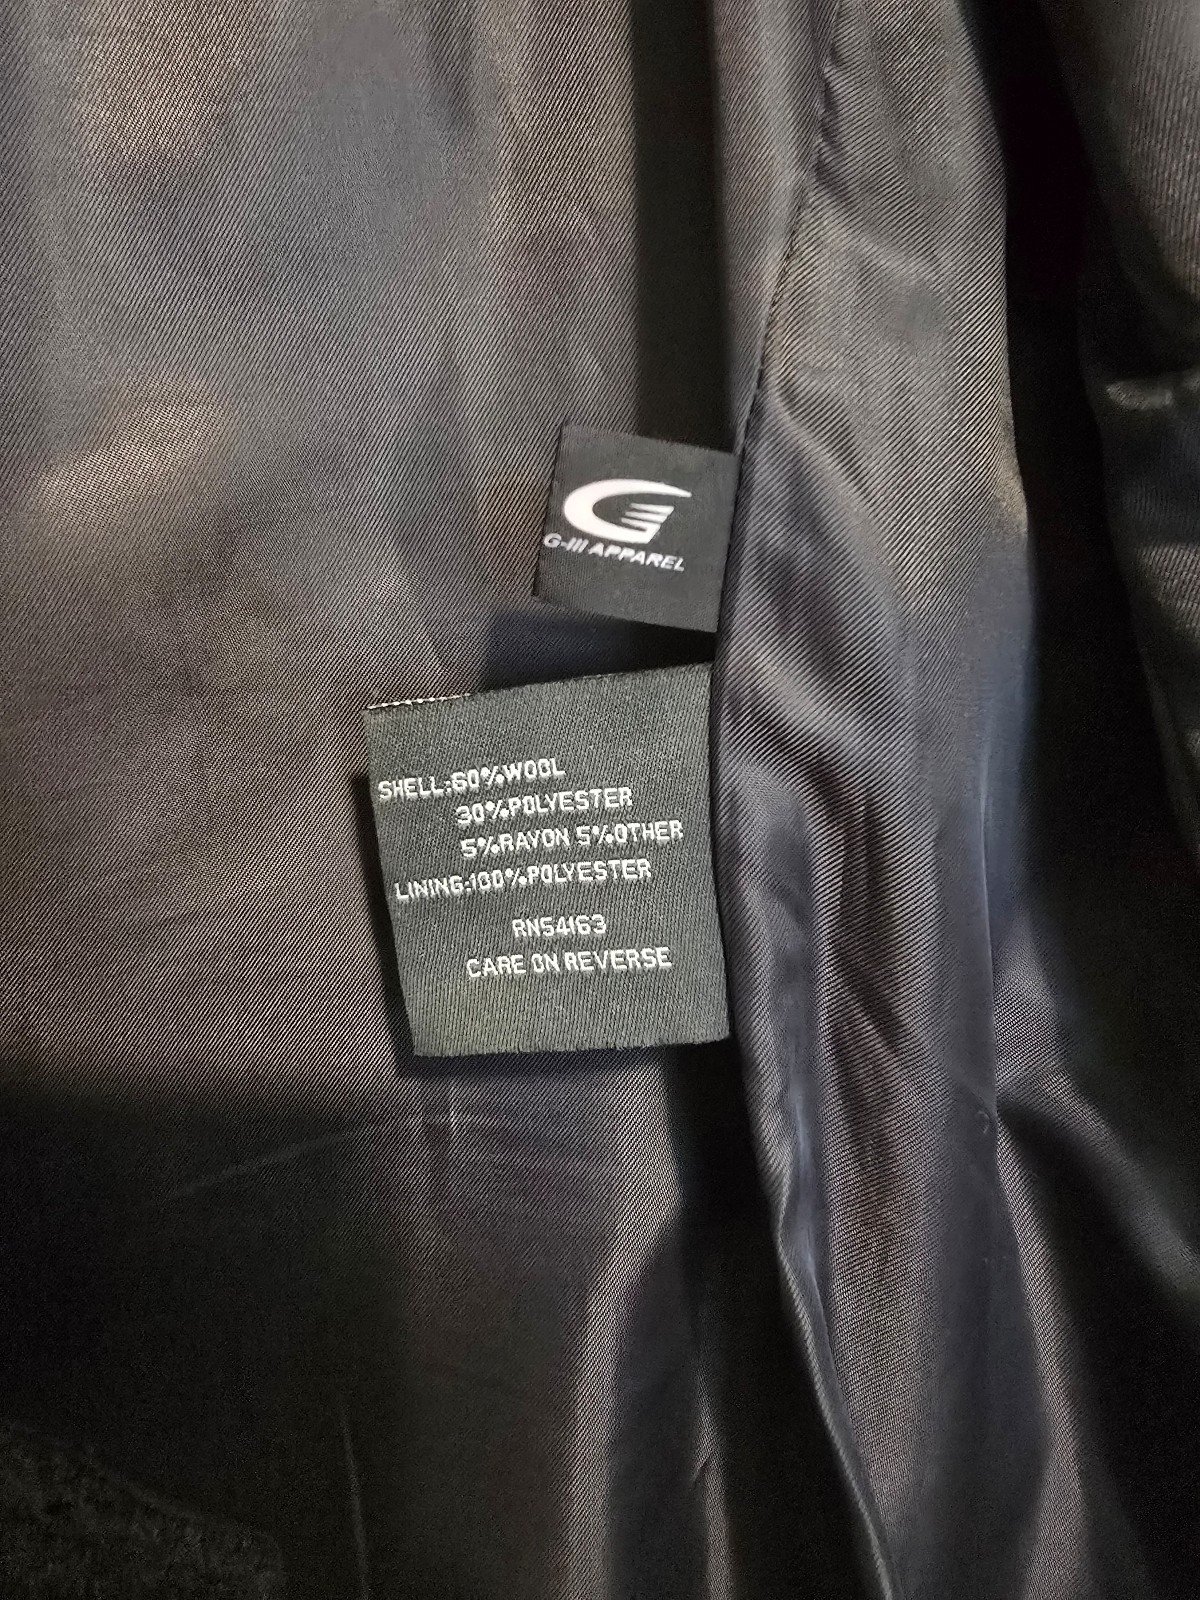 G-III APPAREL
SHELL:60%WOOL
30%POLYESTER
5%RAYON 5%OTHER
LINING:100%POLYESTER
RN54163
CARE ON REVERSE